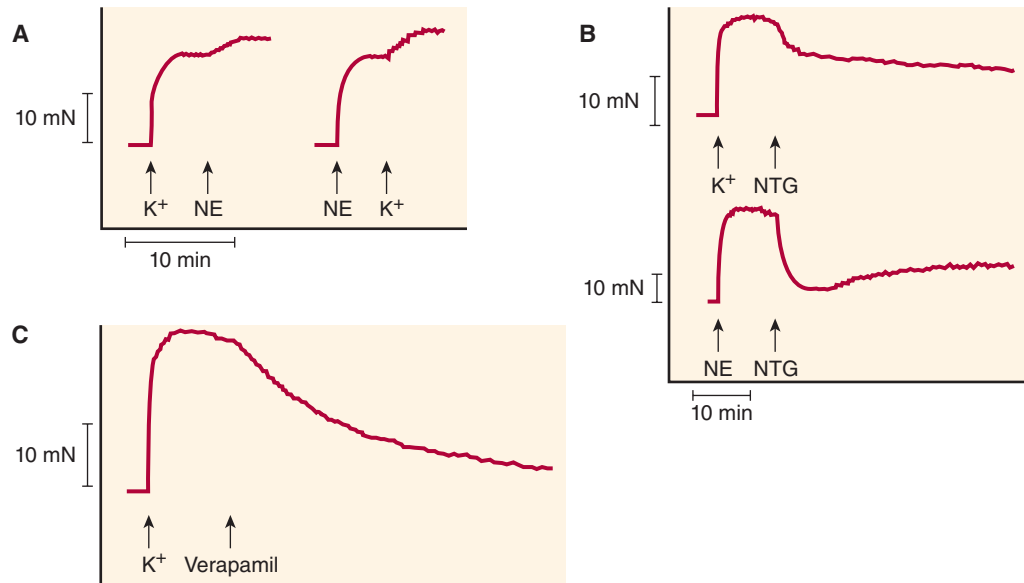 A
10 mN
K+ NE NE K+
10 min
B
10 mN
K+ NTG
10 mN
NE NTG
10 min
C
10 mN
K+ Verapamil